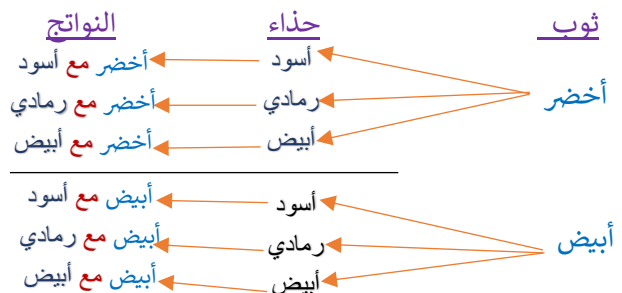 ثوب حذاء النواتج
أسود أخضر مع أسود
أخضر رمادي أخضر مع رمادي
أبيض أخضر مع أبيض
أسود أبيض مع أسود
أبيض رمادي أبيض مع رمادي
أبيض أبيض مع أبيض